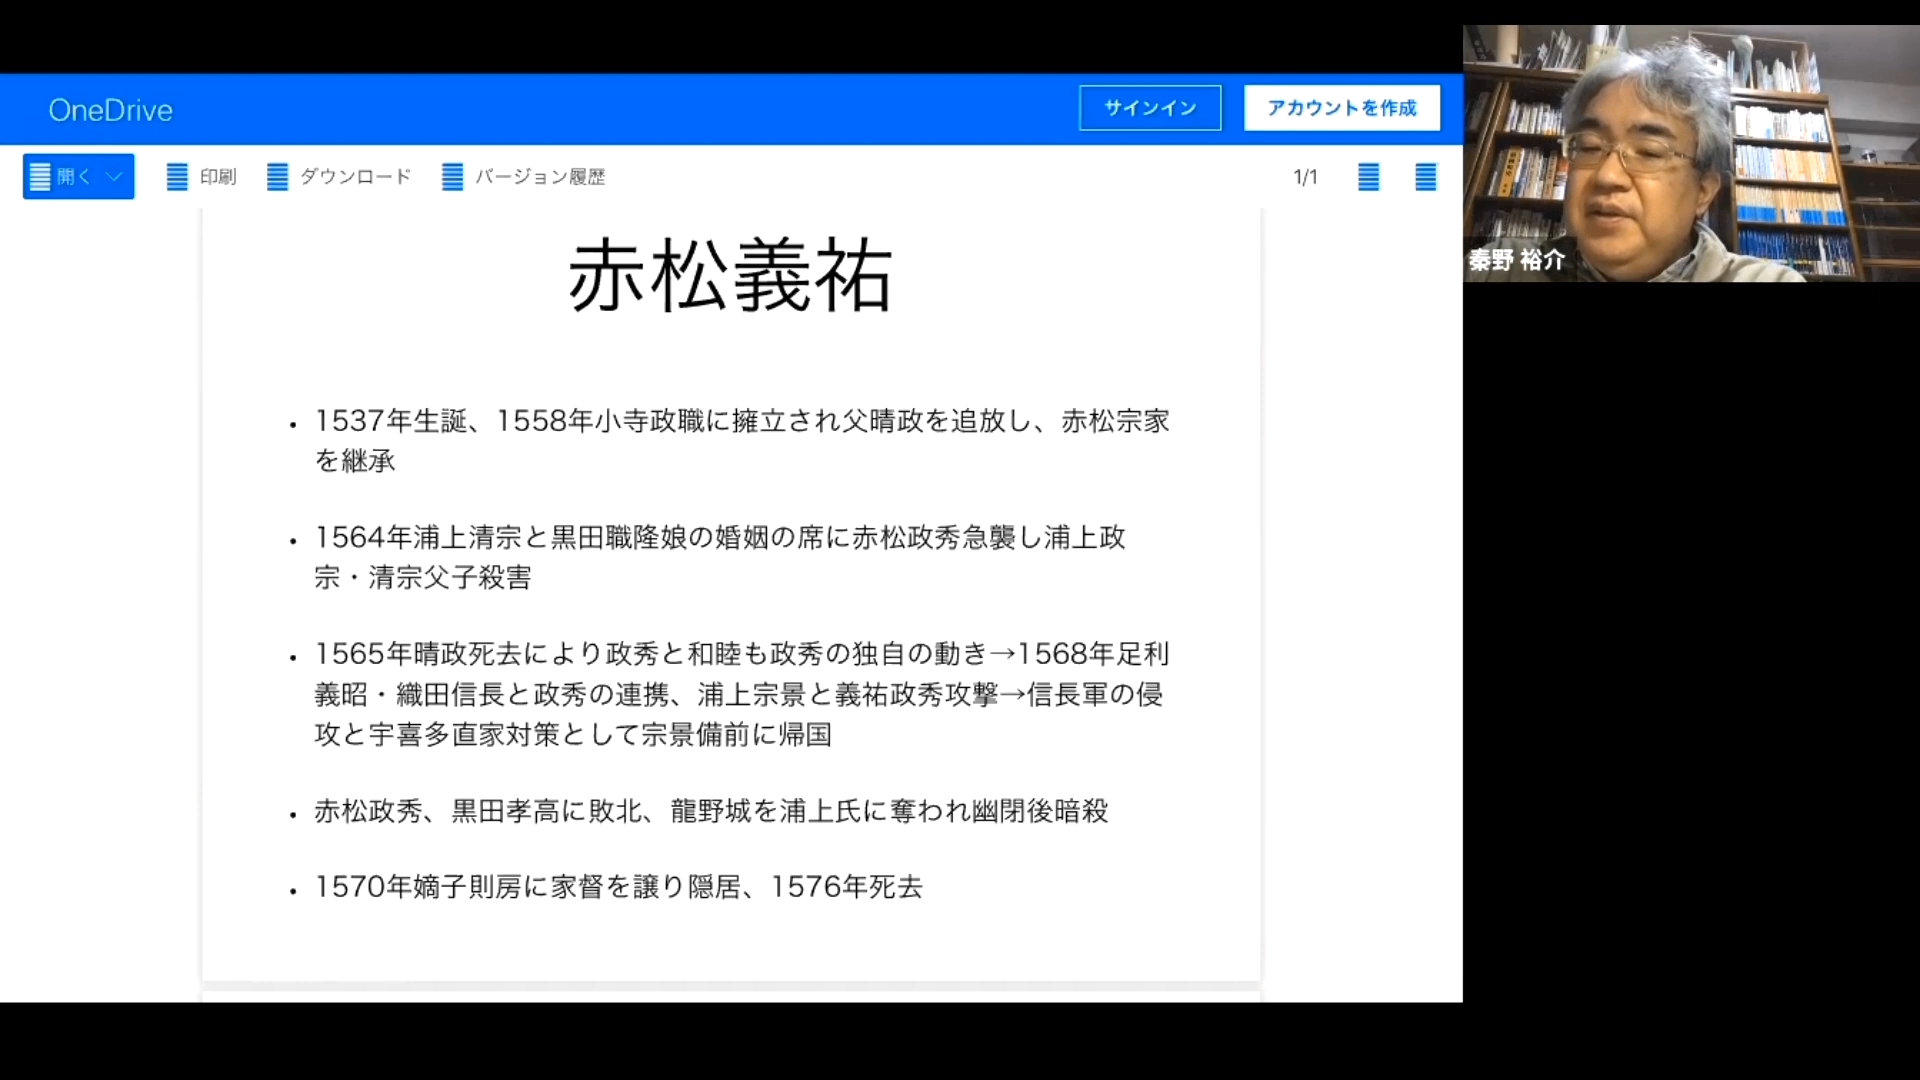 OneDrive
サインイン
アカウントを作成
開く
印刷
ダウンロード
バージョン履歴
1/1
赤松義祐
• 1537年生誕、1558年小寺政職に擁立され父晴政を追放し、赤松宗家
を継承
• 1564年浦上清宗と黒田職隆娘の婚姻の席に赤松政秀急襲し浦上政
宗・清宗父子殺害
• 1565年晴政死去により政秀と和睦も政秀の独自の動き→1568年足利
義昭・織田信長と政秀の連携、浦上宗景と義祐政秀攻撃→信長軍の侵
攻と宇喜多直家対策として宗景備前に帰国
• 赤松政秀、黒田孝高に敗北、龍野城を浦上氏に奪われ幽閉後暗殺
• 1570年嫡子則房に家督を譲り隠居、1576年死去
秦野 裕介